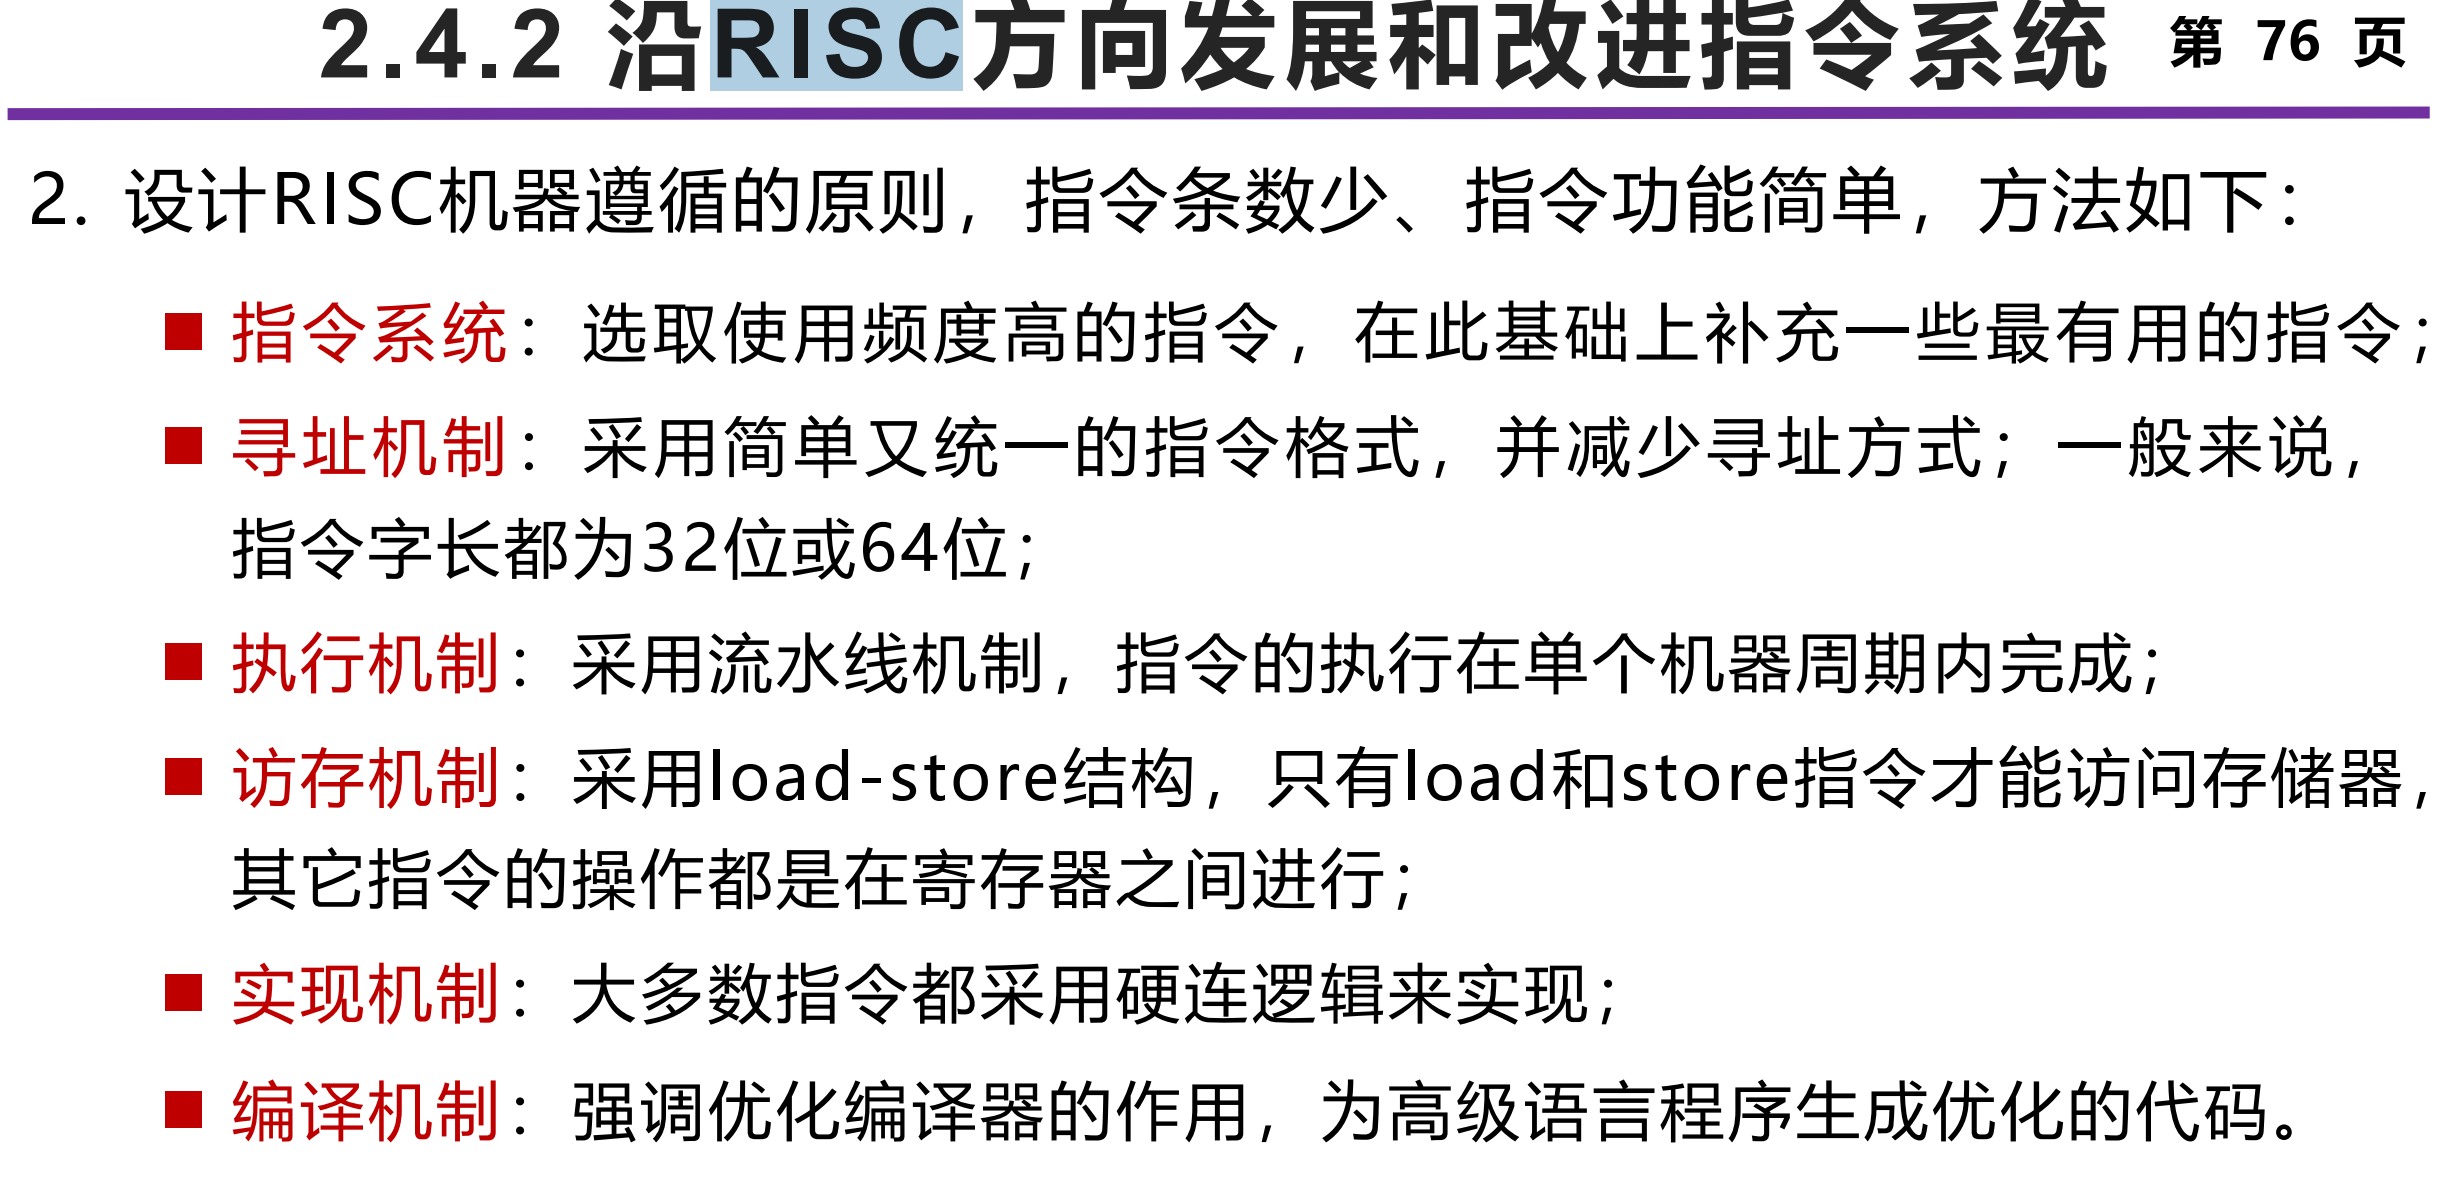 2.4.2 沿RISC方向发展和改进指令系统 第 76 页
2. 设计RISC机器遵循的原则，指令条数少、指令功能简单，方法如下：
■ 指令系统：选取使用频度高的指令，在此基础上补充一些最有用的指令；
■ 寻址机制：采用简单又统一的指令格式，并减少寻址方式；一般来说，
指令字长都为32位或64位；
■ 执行机制：采用流水线机制，指令的执行在单个机器周期内完成；
■ 访存机制：采用load-store结构，只有load和store指令才能访问存储器，
其它指令的操作都是在寄存器之间进行；
■ 实现机制：大多数指令都采用硬连逻辑来实现；
■ 编译机制：强调优化编译器的作用，为高级语言程序生成优化的代码。